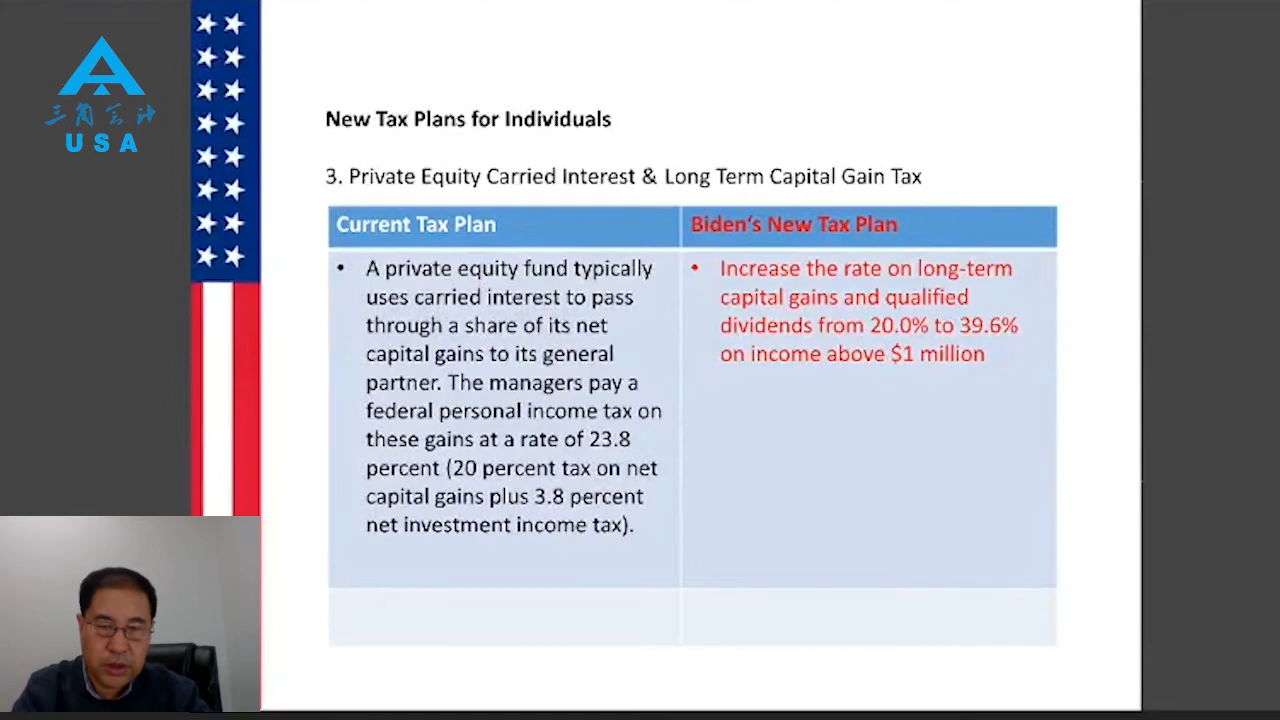 三角会计
USA
New Tax Plans for Individuals
3. Private Equity Carried Interest & Long Term Capital Gain Tax
Current Tax Plan
• A private equity fund typically
uses carried interest to pass
through a share of its net
capital gains to its general
partner. The managers pay a
federal personal income tax on
these gains at a rate of 23.8
percent (20 percent tax on net
capital gains plus 3.8 percent
net investment income tax).
Biden's New Tax Plan
• Increase the rate on long-term
capital gains and qualified
dividends from 20.0% to 39.6%
on income above $1 million